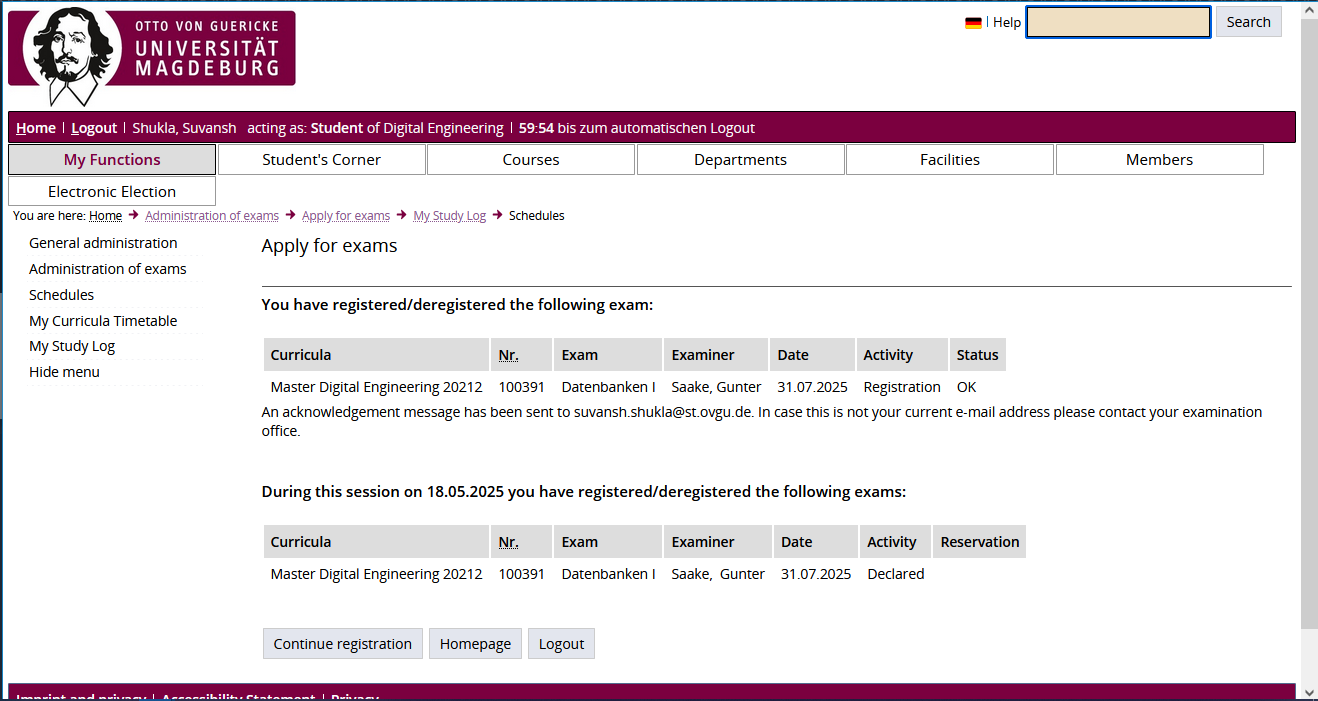 OTTO VON GUERICKE
UNIVERSITÄT
MAGDEBURG
| Help Search
Home | Logout | Shukla, Suvansh acting as: Student of Digital Engineering | 59:54 bis zum automatischen Logout
My Functions Student's Corner Courses Departments Facilities Members
Electronic Election
You are here: Home ➔ Administration of exams ➔ Apply for exams ➔ My Study Log ➔ Schedules
General administration
Administration of exams
Schedules
My Curricula Timetable
My Study Log
Hide menu
Apply for exams
You have registered/deregistered the following exam:
Curricula Nr. Exam Examiner Date Activity Status
Master Digital Engineering 20212 100391 Datenbanken I Saake, Gunter 31.07.2025 Registration OK
An acknowledgement message has been sent to suvansh.shukla@st.ovgu.de. In case this is not your current e-mail address please contact your examination
office.
During this session on 18.05.2025 you have registered/deregistered the following exams:
Curricula Nr. Exam Examiner Date Activity Reservation
Master Digital Engineering 20212 100391 Datenbanken I Saake, Gunter 31.07.2025 Declared
Continue registration Homepage Logout
Imprint and privacy | Accessibility Statement | Privacy